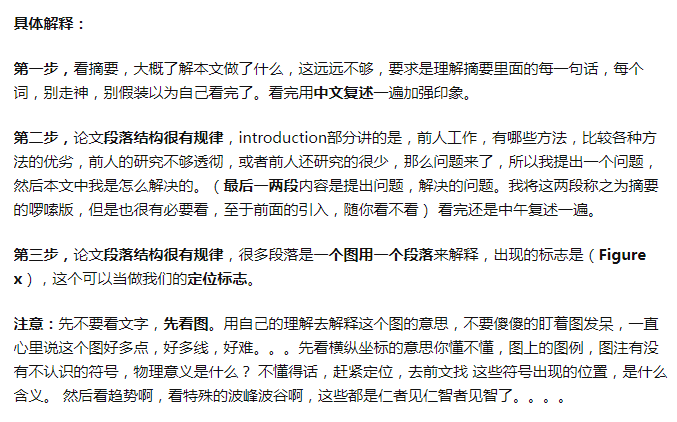 具体解释：
第一步，看摘要，大概了解本文做了什么，这远远不够，要求是理解摘要里面的每一句话，每个
词，别走神，别假装以为自己看完了。看完用中文复述一遍加强印象。
第二步，论文段落结构很有规律，introduction部分讲的是，前人工作，有哪些方法，比较各种方
法的优劣，前人的研究不够透彻，或者前人还研究的很少，那么问题来了，所以我提出一个问题，
然后本文中我是怎么解决的。（最后一两段内容是提出问题，解决的问题。我将这两段称之为摘要
的啰嗦版，但是也很有必要看，至于前面的引入，随你看不看） 看完还是中午复述一遍。
第三步，论文段落结构很有规律，很多段落是一个图用一个段落来解释，出现的标志是（Figure
x），这个可以当做我们的定位标志。
注意：先不要看文字，先看图。用自己的理解去解释这个图的意思，不要傻傻的盯着图发呆，一直
心里说这个图好多点，好多线，好难。。。先看横纵坐标的意思你懂不懂，图上的图例，图注有没
有不认识的符号，物理意义是什么？ 不懂得话，赶紧定位，去前文找 这些符号出现的位置，是什么
含义。 然后看趋势啊，看特殊的波峰波谷啊，这些都是仁者见仁智者见智了。。。。